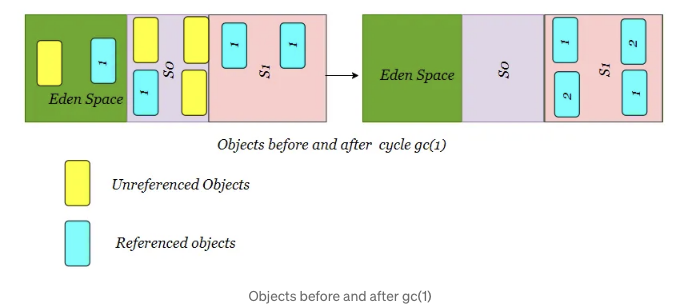 1
1
S0
1
Eden Space
1
S1
1
Eden Space
S0
1
2
S1
2
1
Objects before and after cycle gc(1)
Unreferenced Objects
Referenced objects
Objects before and after gc(1)